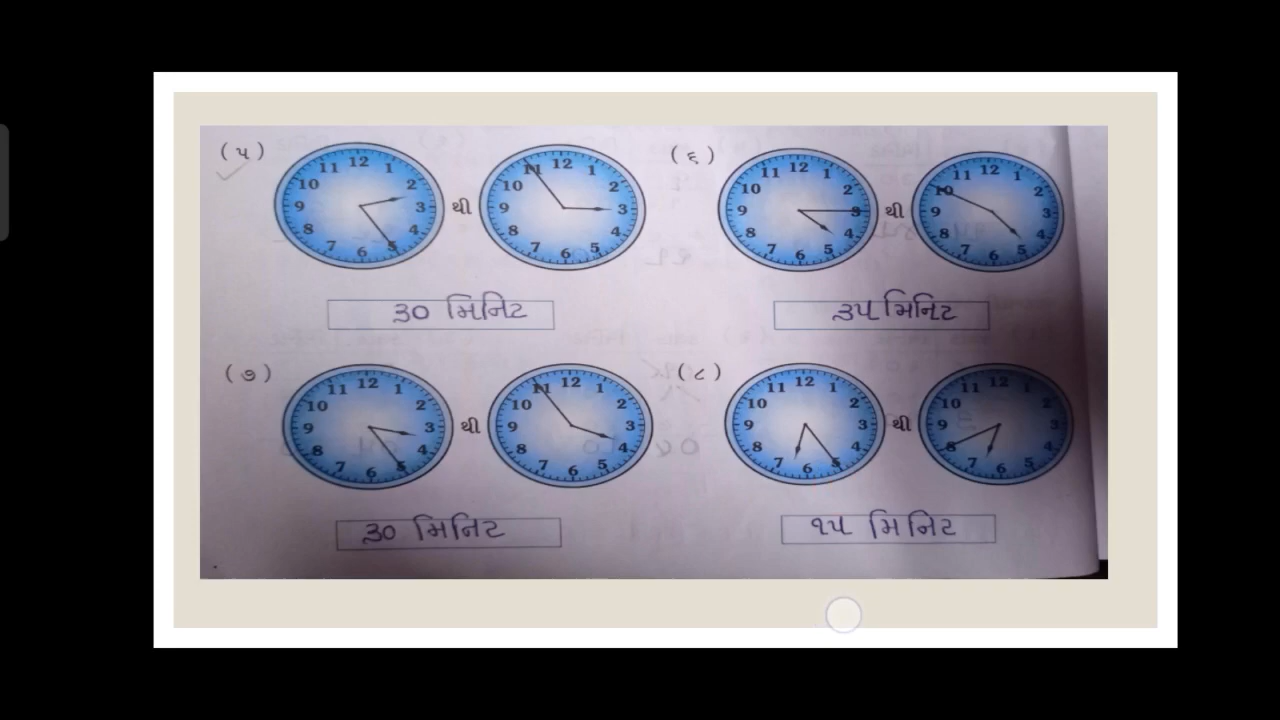 (૫) થી (૬) થી
૩૦ મિનિટ ૩૫ મિનિટ
(૭) થી (૮) થી
૩૦ મિનિટ ૧૫ મિનિટ